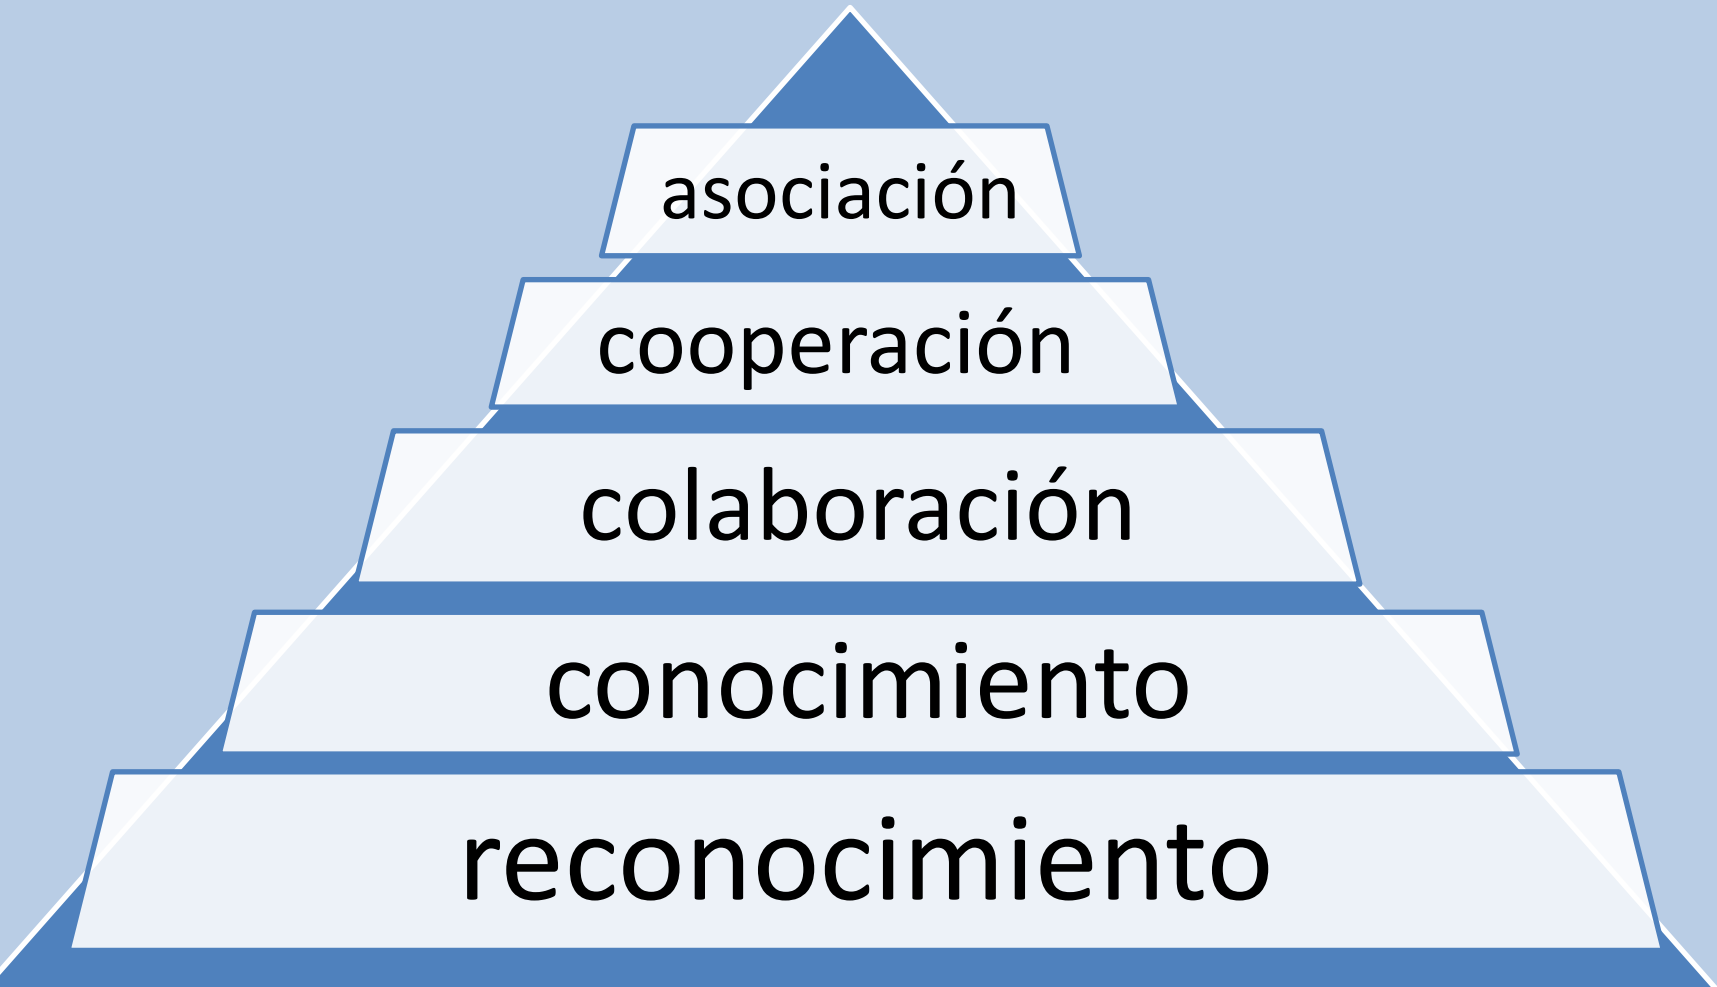 asociación
cooperación
colaboración
conocimiento
reconocimiento